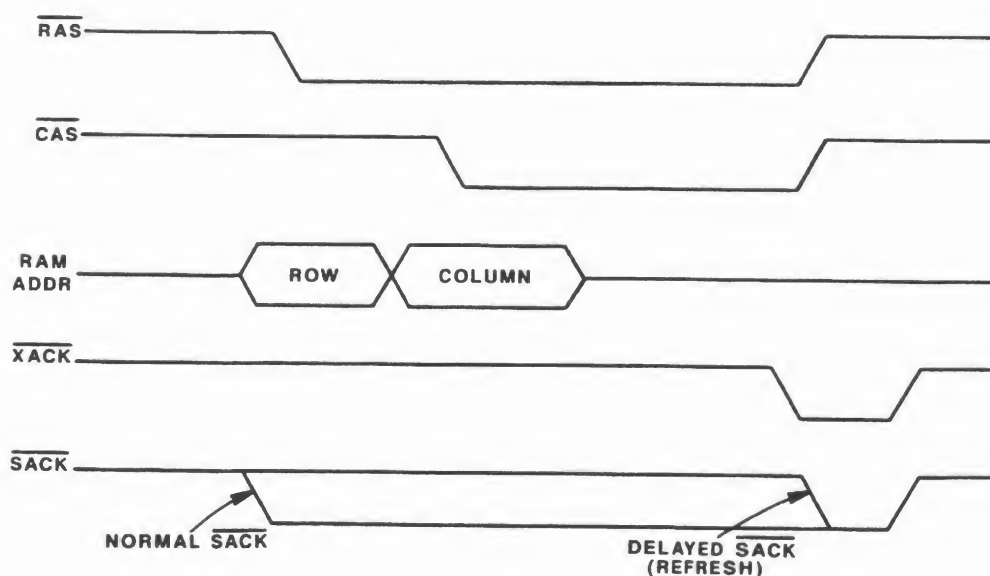 RAS
CAS
RAM
ADDR
ROW
COLUMN
XACK
SACK
NORMAL SACK
DELAYED SACK
(REFRESH)